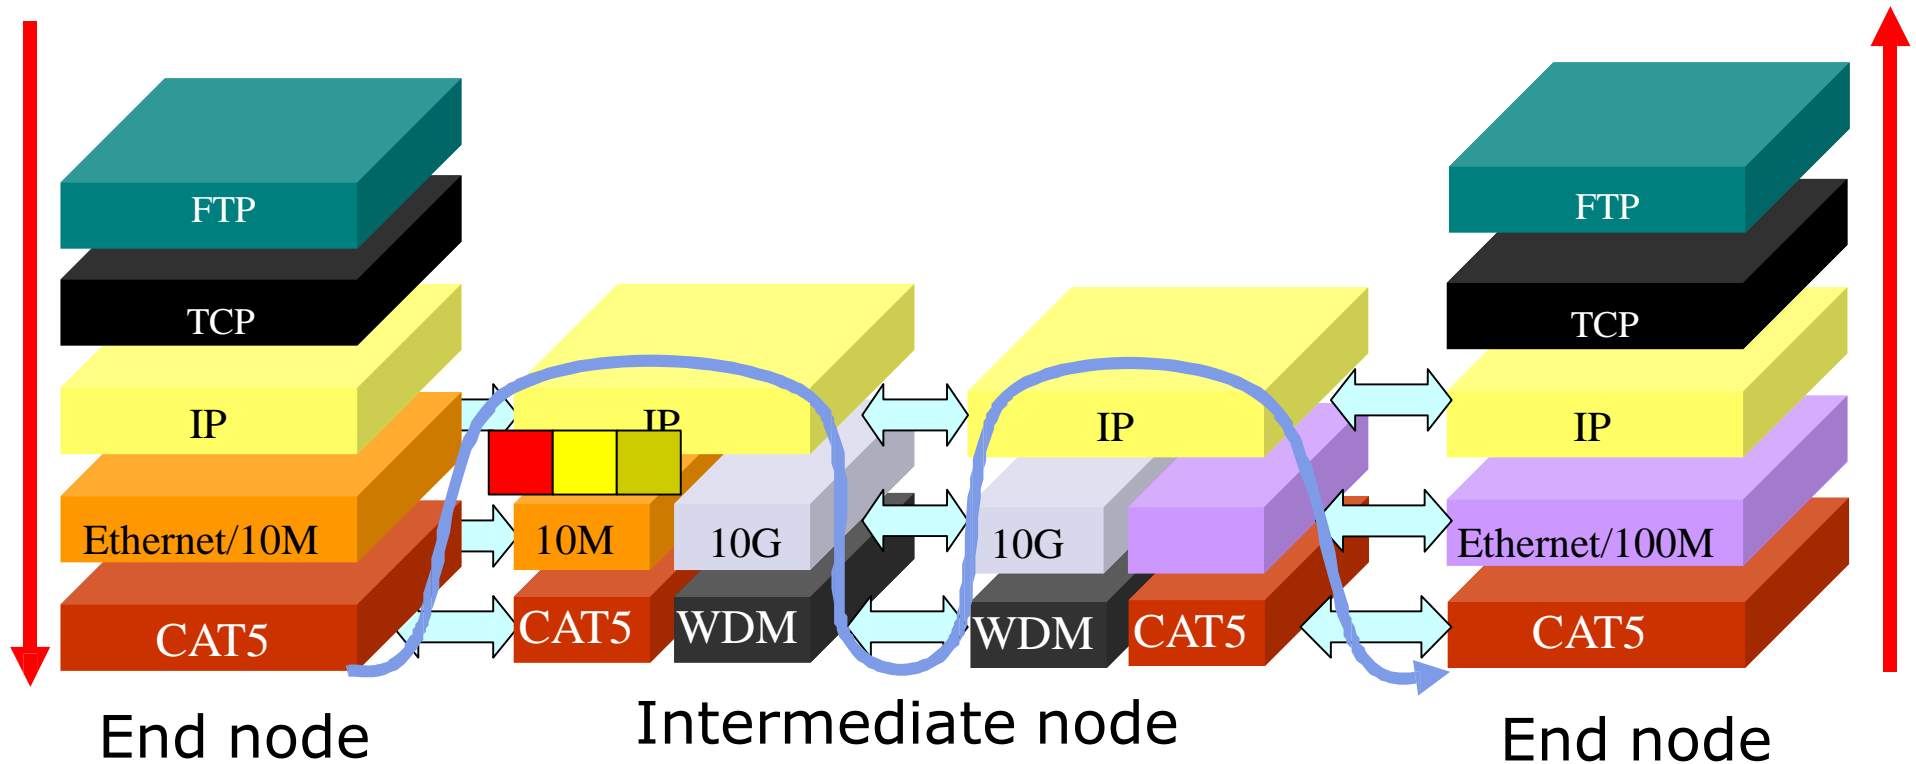 FTP
TCP
IP
Ethernet/10M
CAT5
End node
IP
10M
10G
CAT5
WDM
IP
10G
WDM
CAT5
Intermediate node
FTP
TCP
IP
Ethernet/100M
CAT5
End node